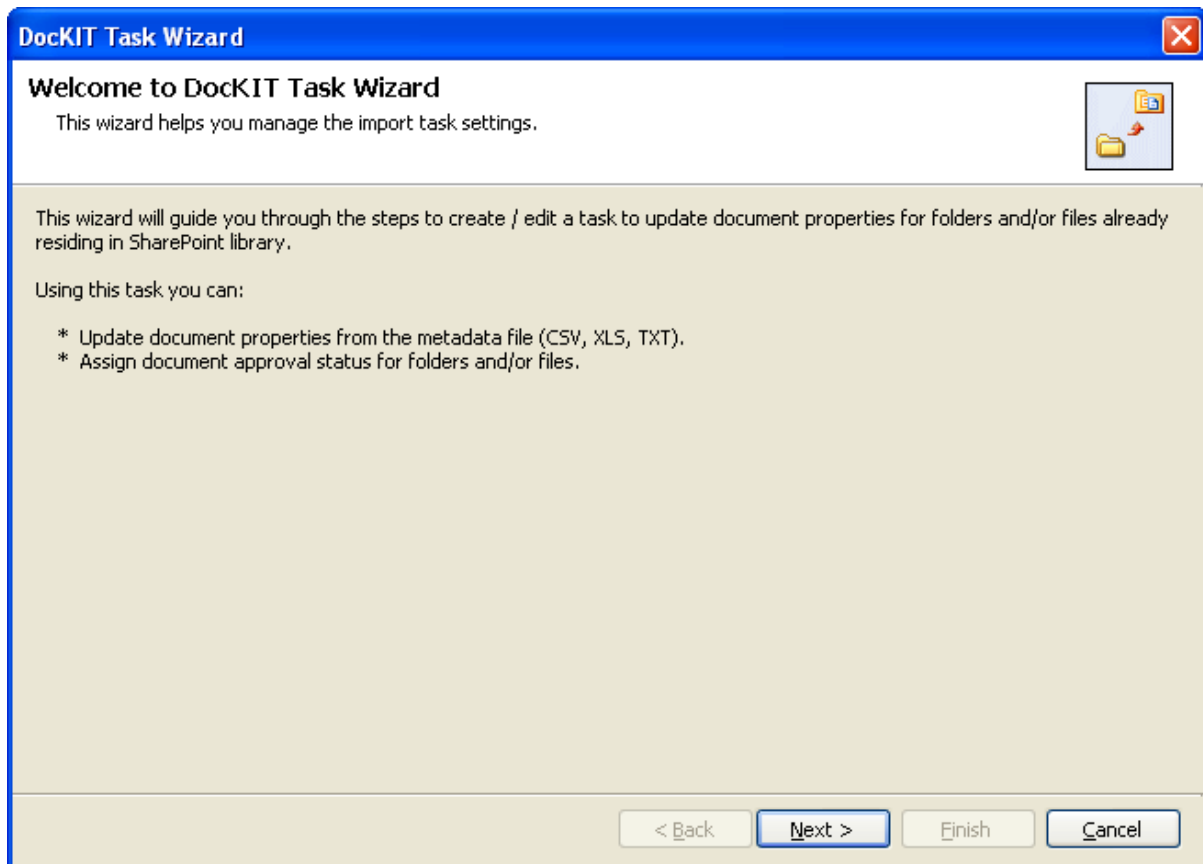 DocKIT Task Wizard
Welcome to DocKIT Task Wizard
This wizard helps you manage the import task settings.
This wizard will guide you through the steps to create / edit a task to update document properties for folders and/or files already
residing in SharePoint library.
Using this task you can:
* Update document properties from the metadata file (CSV, XLS, TXT).
* Assign document approval status for folders and/or files.
< Back Next > Finish Cancel